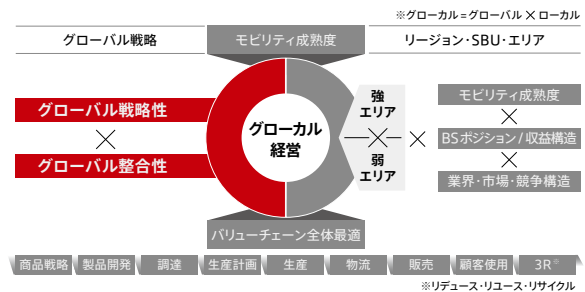 ※グローカル=グローバル×ローカル
グローバル戦略
モビリティ成熟度
リージョン・SBU・エリア
グローバル戦略性
×
グローバル整合性
グローカル
経営
強
エリア
×
弱
エリア
×
モビリティ成熟度
×
BSポジション/収益構造
×
業界・市場・競争構造
バリューチェーン全体最適
商品戦略 製品開発 調達 生産計画 生産 物流 販売 顧客使用 3R※
※リデュース・リユース・リサイクル